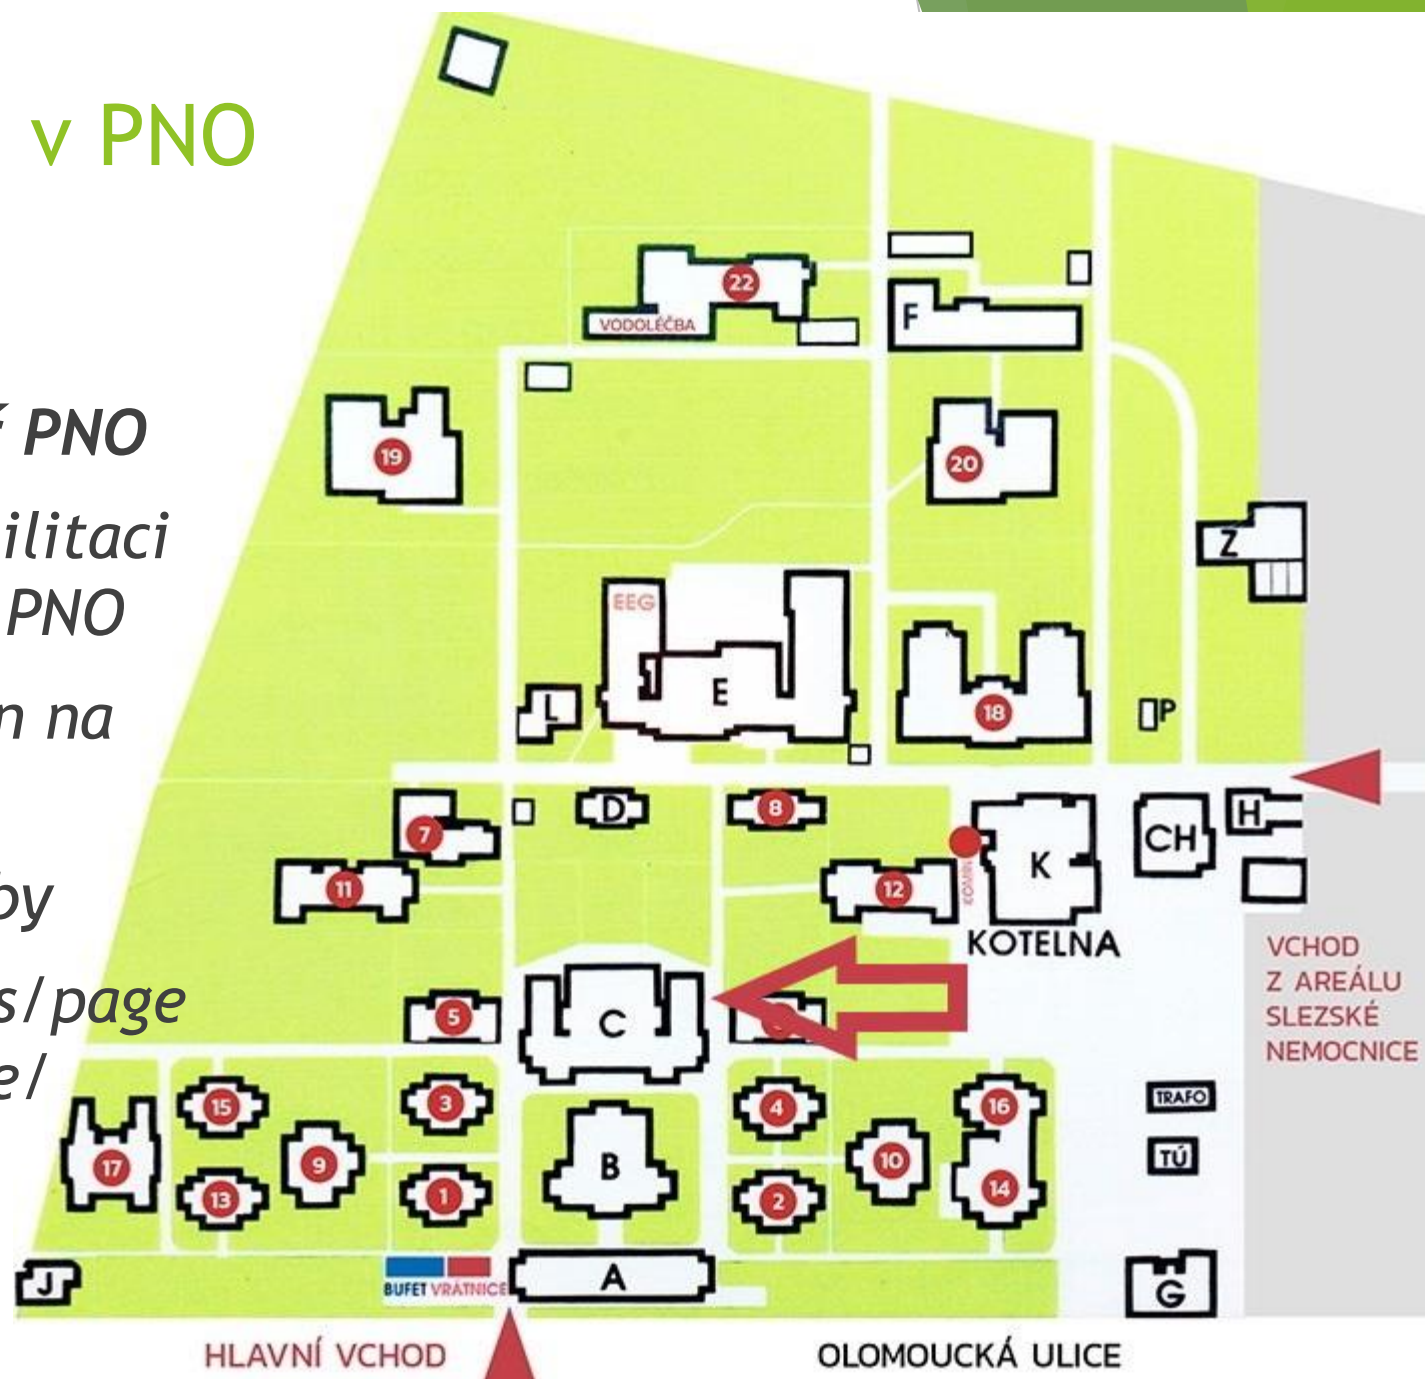 v PNO
PNO
ilitaci
PNO
n na
by
s/page
e/
22
VODOLÉČBA
F
19
20
Z
EEG
E
L
18
P
D
8
7
11
12
KOMÍN
K
CH
H
KOTELNA
VCHOD
Z AREÁLU
SLEZSKÉ
NEMOCNICE
5
C
15
3
4
16
TRAFO
17
9
B
10
TÚ
13
1
2
14
J
BUFET VRÁTNICE
A
G
HLAVNÍ VCHOD
OLOMOUCKÁ ULICE